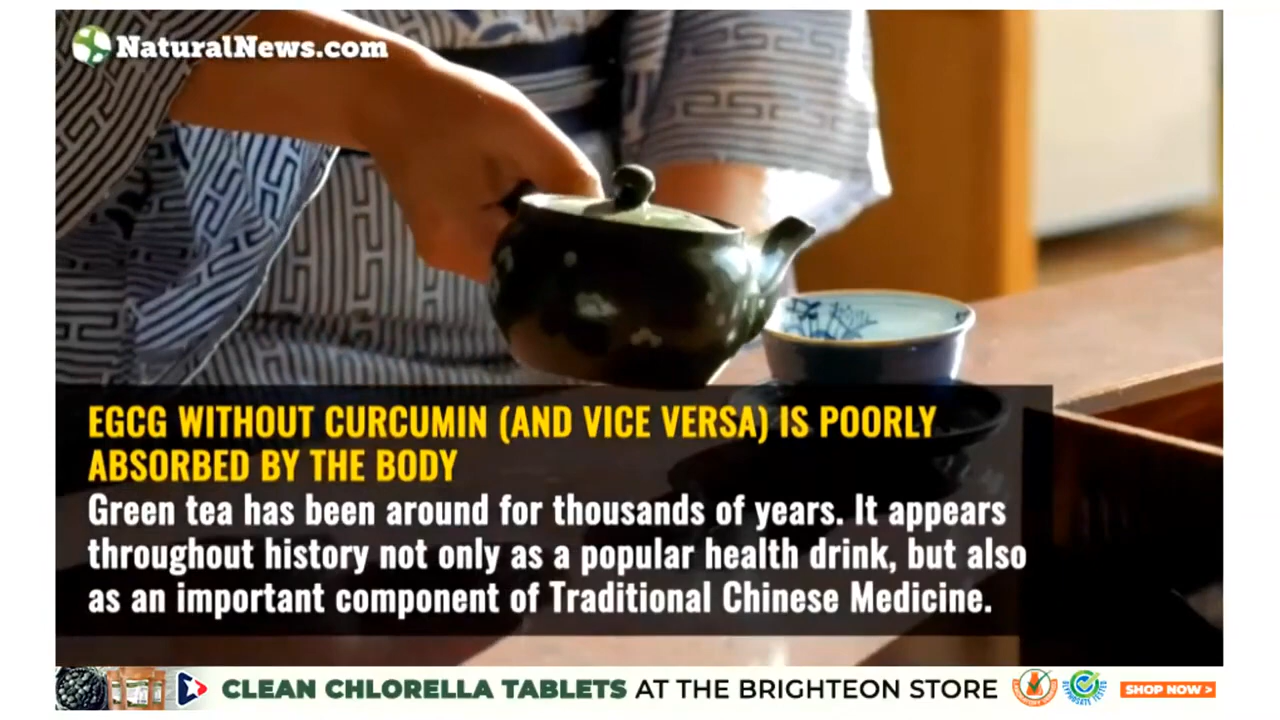 NaturalNews.com
EGCG WITHOUT CURCUMIN (AND VICE VERSA) IS POORLY
ABSORBED BY THE BODY
Green tea has been around for thousands of years. It appears
throughout history not only as a popular health drink, but also
as an important component of Traditional Chinese Medicine.
CLEAN CHLORELLA TABLETS AT THE BRIGHTEON STORE
SHOP NOW >